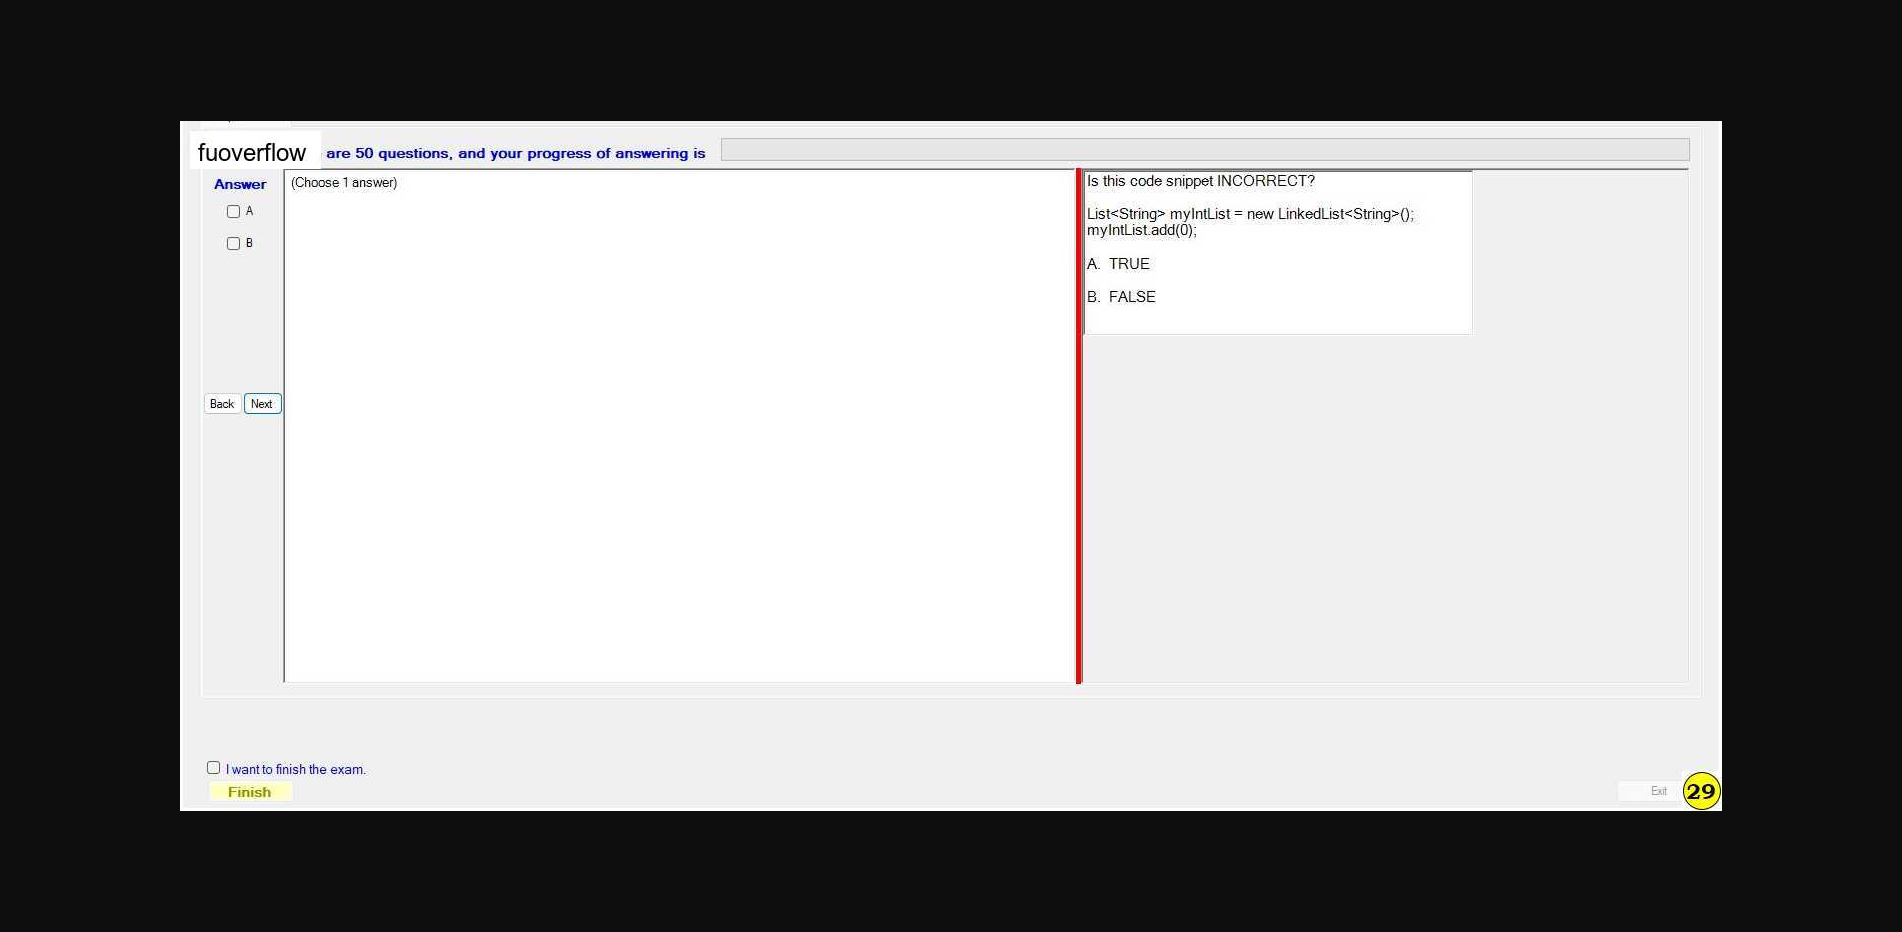 fuoverflow are 50 questions, and your progress of answering is
Answer
A
B
Back Next
(Choose 1 answer)
Is this code snippet INCORRECT?
List<String> myIntList = new LinkedList<String>();
myIntList.add(0);
A. TRUE
B. FALSE
I want to finish the exam.
Finish
Exit
29